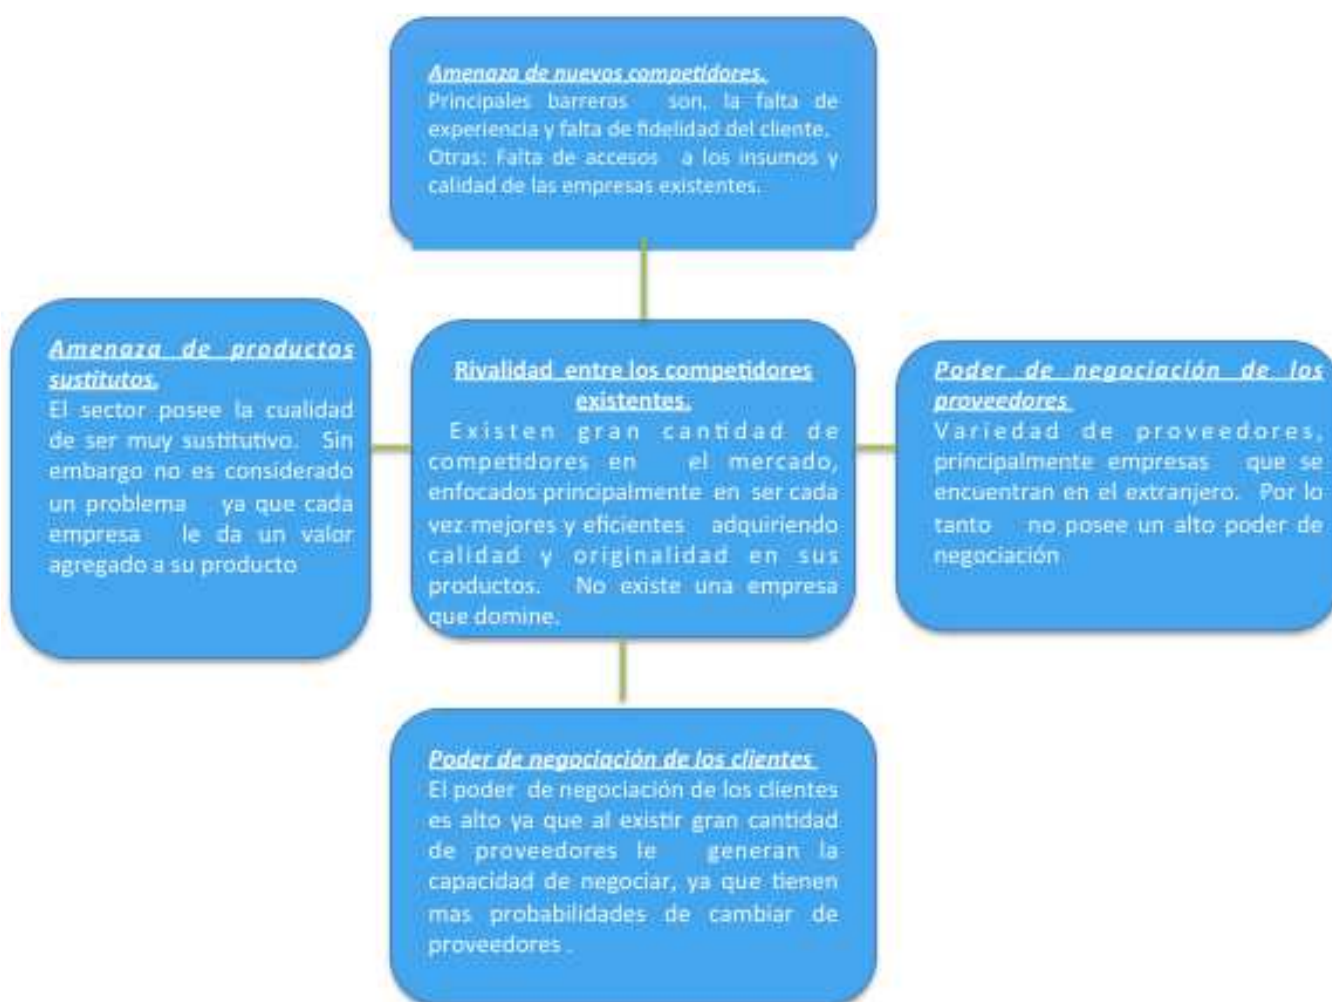 Amenaza de nuevos competidores.
Principales barreras son, la falta de
experiencia y falta de fidelidad del cliente.
Otras: Falta de accesos a los insumos y
calidad de las empresas existentes.
Amenaza de productos
sustitutos.
El sector posee la cualidad
de ser muy sustitutivo. Sin
embargo no es considerado
un problema ya que cada
empresa le da un valor
agregado a su producto
Rivalidad entre los competidores
existentes.
Existen gran cantidad de
competidores en el mercado,
enfocados principalmente en ser cada
vez mejores y eficientes adquiriendo
calidad y originalidad en sus
productos. No existe una empresa
que domine.
Poder de negociación de los
proveedores
Variedad de proveedores,
principalmente empresas que se
encuentran en el extranjero. Por lo
tanto no posee un alto poder de
negociación
Poder de negociación de los clientes
El poder de negociación de los clientes
es alto ya que al existir gran cantidad
de proveedores le generan la
capacidad de negociar, ya que tienen
mas probabilidades de cambiar de
proveedores .